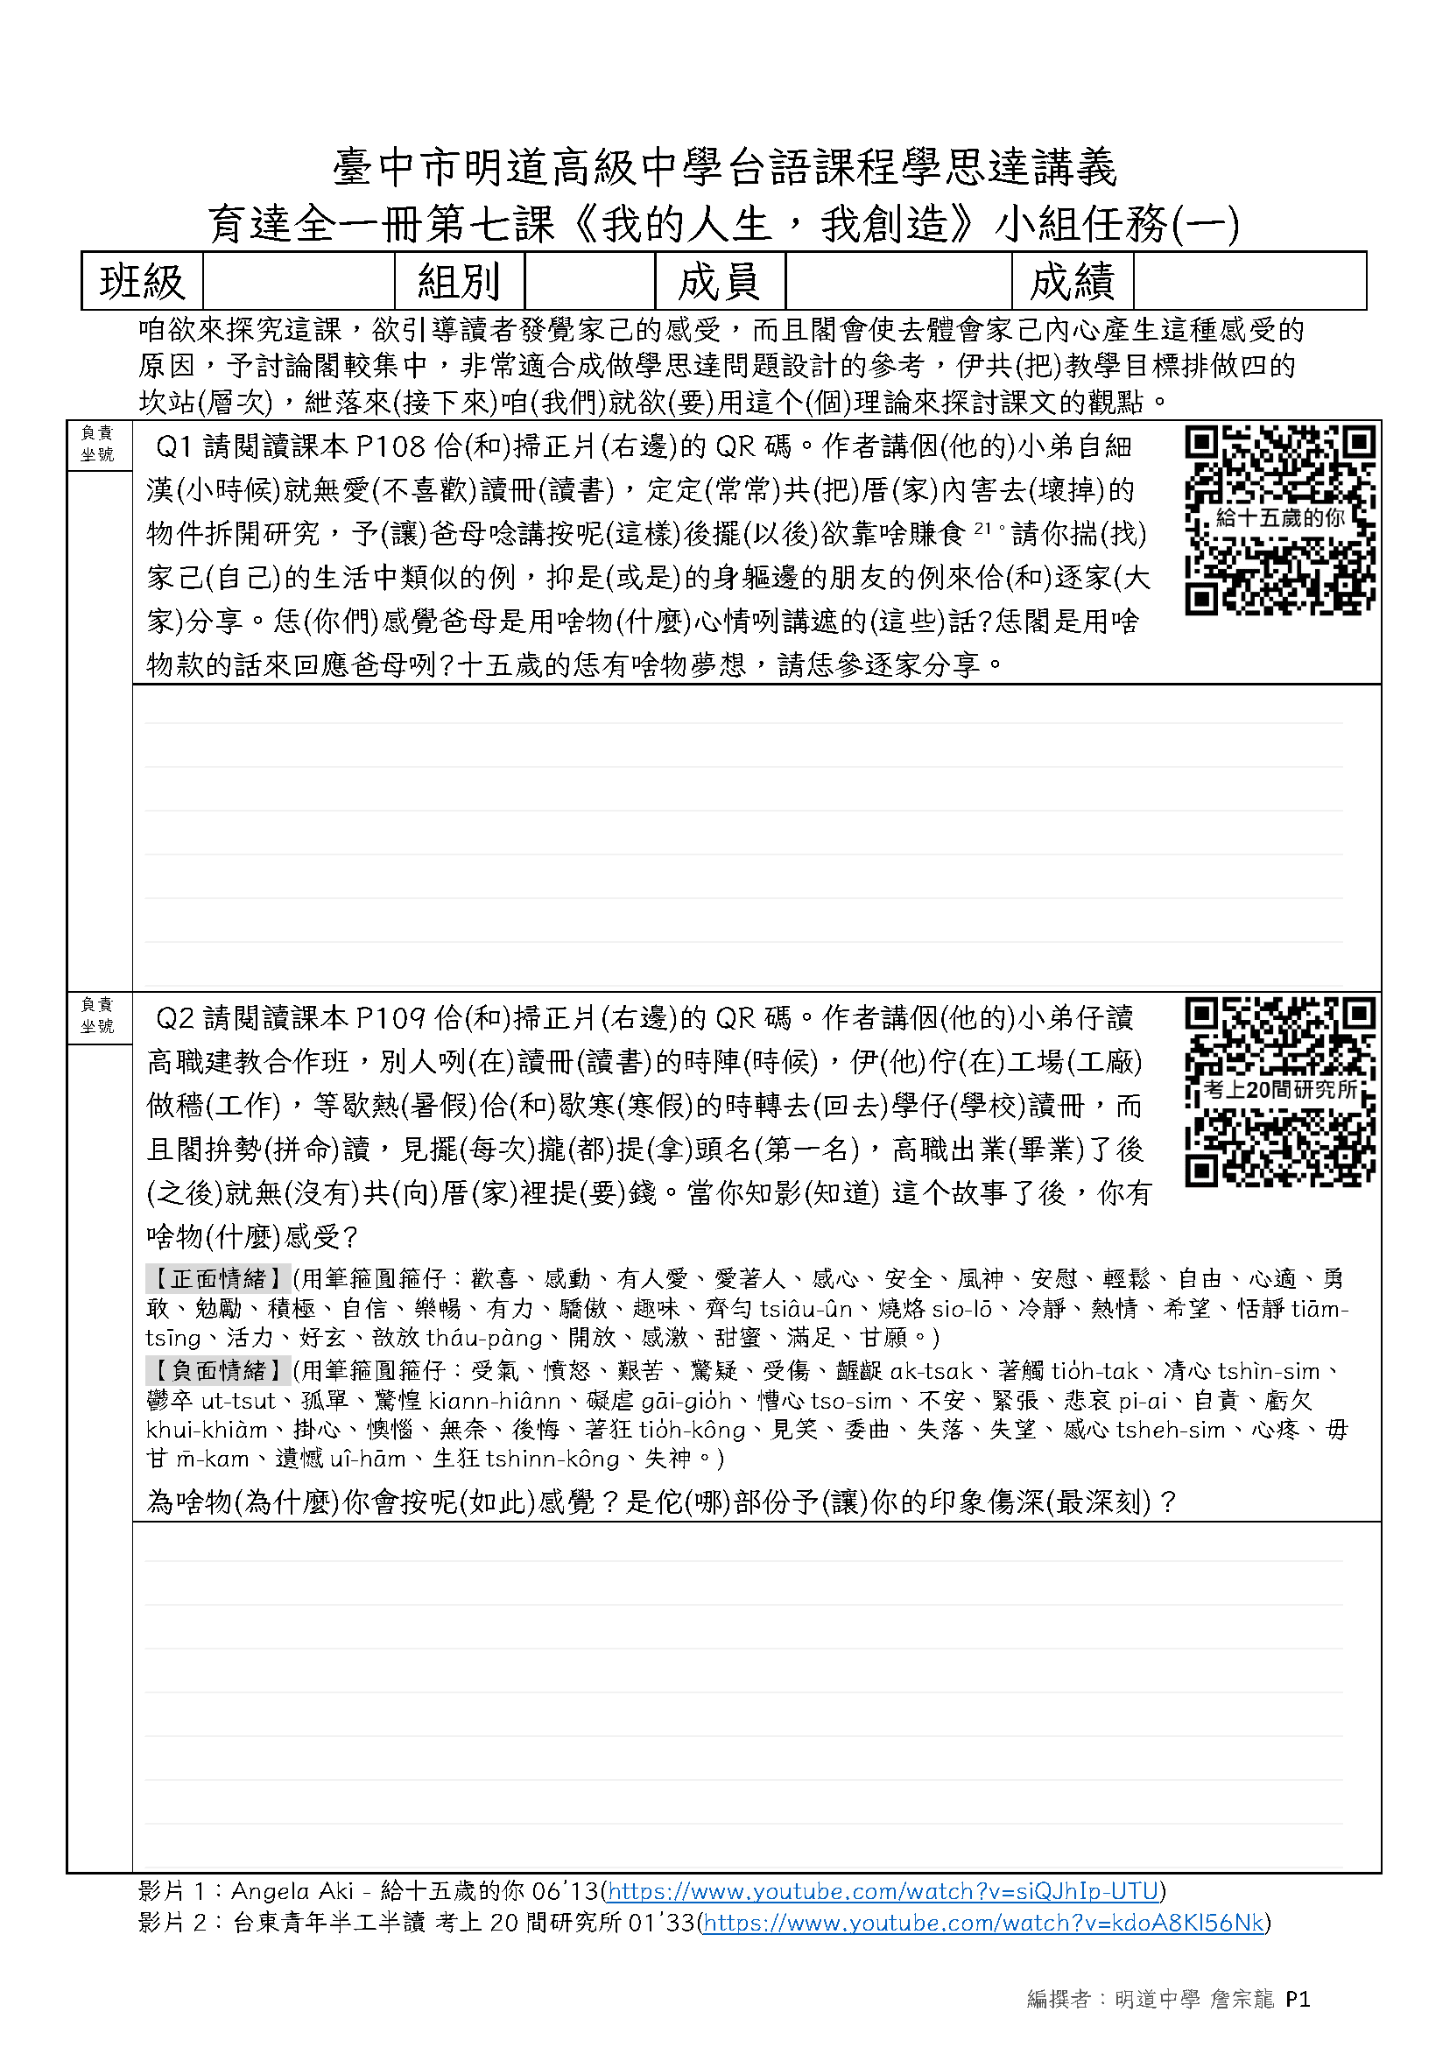 臺中市明道高級中學台語課程學思達講義
育達全一冊第七課《我的人生，我創造》小組任務(一)
班級 組別 成員 成績
咱欲來探究這課，欲引導讀者發覺家己的感受，而且閣會使去體會家己內心產生這種感受的
原因，予討論閣較集中，非常適合成做學思達問題設計的參考，伊共(把)教學目標排做四的
坎站(層次)，紲落來(接下來)咱(我們)就欲(要)用這个(個)理論來探討課文的觀點。
負責
坐號
Q1 請閱讀課本 P108 佮(和)掃正爿(右邊)的 QR 碼。作者講個(他的)小弟自細
漢(小時候)就無愛(不喜歡)讀冊(讀書)，定定(常常)共(把)厝(家)內害去(壞掉)的
物件拆開研究，予(讓)爸母唸講按呢(這樣)後擺(以後)欲靠啥賺食 21。請你揣(找)
家己(自己)的生活中類似的例，抑是(或是)的身軀邊的朋友的例來佮(和)逐家(大
家)分享。恁(你們)感覺爸母是用啥物(什麼)心情咧講遮的(這些)話?恁閣是用啥
物款的話來回應爸母咧?十五歲的恁有啥物夢想，請恁參逐家分享。
給十五歲的你
負責
坐號
Q2 請閱讀課本 P109 佮(和)掃正爿(右邊)的 QR 碼。作者講個(他的)小弟仔讀
高職建教合作班，別人咧(在)讀冊(讀書)的時陣(時候)，伊(他)佇(在)工場(工廠)
做穡(工作)，等歇熱(暑假)佮(和)歇寒(寒假)的時轉去(回去)學仔(學校)讀冊，而
且閣拚勢(拼命)讀，見擺(每次)攏(都)提(拿)頭名(第一名)，高職出業(畢業)了後
(之後)就無(沒有)共(向)厝(家)裡提(要)錢。當你知影(知道) 這个故事了後，你有
啥物(什麼)感受?
考上20間研究所
【正面情緒】(用筆箍圓箍仔：歡喜、感動、有人愛、愛著人、感心、安全、風神、安慰、輕鬆、自由、心適、勇
敢、勉勵、積極、自信、樂暢、有力、驕傲、趣味、齊勻 tsiâu-ûn、燒烙 sio-lō、冷靜、熱情、希望、恬靜 tiām-
tsīng、活力、好玄、敨放 tháu-pàng、開放、感激、甜蜜、滿足、甘願。)
【負面情緒】(用筆箍圓箍仔：受氣、憤怒、艱苦、驚疑、受傷、齷齪 ak-tsak、著觸 tio̍h-tak、凊心 tshìn-sim、
鬱卒 ut-tsut、孤單、驚惶 kiann-hiânn、礙虐 gāi-gio̍h、慒心 tso-sim、不安、緊張、悲哀 pi-ai、自責、虧欠
khui-khiàm、掛心、懊惱、無奈、後悔、著狂 tio̍h-kông、見笑、委曲、失落、失望、慼心 tsheh-sim、心疼、毋
甘 m̄-kam、遺憾 uî-hām、生狂 tshinn-kông、失神。)
為啥物(為什麼)你會按呢(如此)感覺？是佗(哪)部份予(讓)你的印象傷深(最深刻)？
影片 1：Angela Aki - 給十五歲的你 06'13(https://www.youtube.com/watch?v=siQJhIp-UTU)
影片 2：台東青年半工半讀 考上 20 間研究所 01'33(https://www.youtube.com/watch?v=kdoA8Kl56Nk)
編撰者：明道中學 詹宗龍 P1